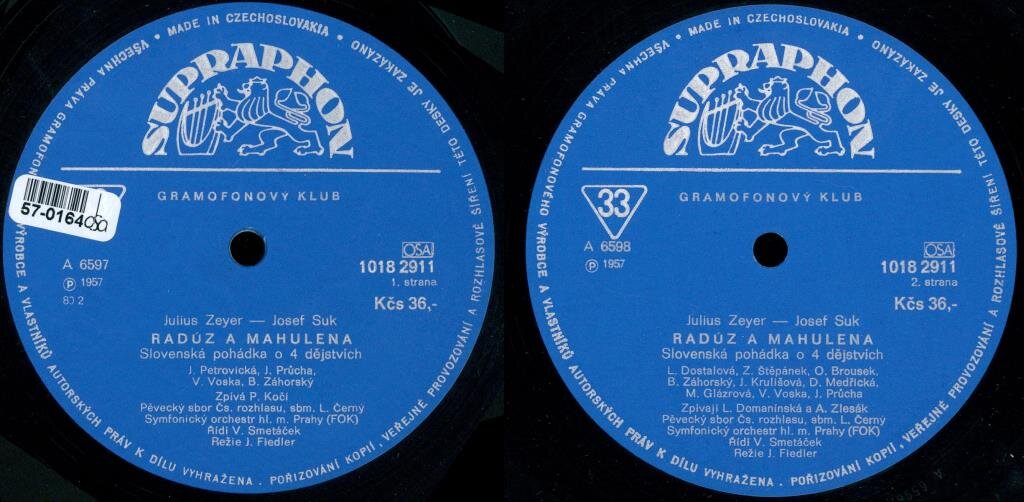 • MADE IN CZECHOSLOVAKIA •
VŠECHNA PRÁVA GRAMOFONOVÉHO VÝROBCE A VLASTNÍKŮ AUTORSKÝCH PRÁV K DÍLU VYHRAŽENA. POŘIZOVÁNÍ KOPIÍ, VEŘEJNÉ PROVOZOVÁNÍ A ROZHLASOVÉ ŠÍŘENÍ TÉTO DESKY JE ZAKÁZÁNO
SUPRAPHON
GRAMOFONOVÝ KLUB
57-0164
OSA
A 6597
1018 2911
Ⓟ 1957
1. strana
80 2
Kčs 36,-
Julius Zeyer — Josef Suk
RADÚZ A MAHULENA
Slovenská pohádka o 4 dějstvích
J. Petrovická, J. Průcha,
V. Voska, B. Záhorský
Zpívá P. Kočí
Pěvecký sbor Čs. rozhlasu, sbm. L. Černý
Symfonický orchestr hl. m. Prahy (FOK)
Řídí V. Smetáček
Režie J. Fiedler
• MADE IN CZECHOSLOVAKIA •
VŠECHNA PRÁVA GRAMOFONOVÉHO VÝROBCE A VLASTNÍKŮ AUTORSKÝCH PRÁV K DÍLU VYHRAŽENA. POŘIZOVÁNÍ KOPIÍ, VEŘEJNÉ PROVOZOVÁNÍ A ROZHLASOVÉ ŠÍŘENÍ TÉTO DESKY JE ZAKÁZÁNO
SUPRAPHON
GRAMOFONOVÝ KLUB
33
OSA
A 6598
1018 2911
Ⓟ 1957
2. strana
Kčs 36,-
Julius Zeyer — Josef Suk
RADÚZ A MAHULENA
Slovenská pohádka o 4 dějstvích
L. Dostalová, Z. Štěpánek, O. Brousek,
B. Záhorský, J. Krulišová, D. Medřická,
M. Glázrová, V. Voska, J. Průcha
Zpívají L. Domanínská a A. Zlesák
Pěvecký sbor Čs. rozhlasu, sbm. L. Černý
Symfonický orchestr hl. m. Prahy (FOK)
Řídí V. Smetáček
Režie J. Fiedler